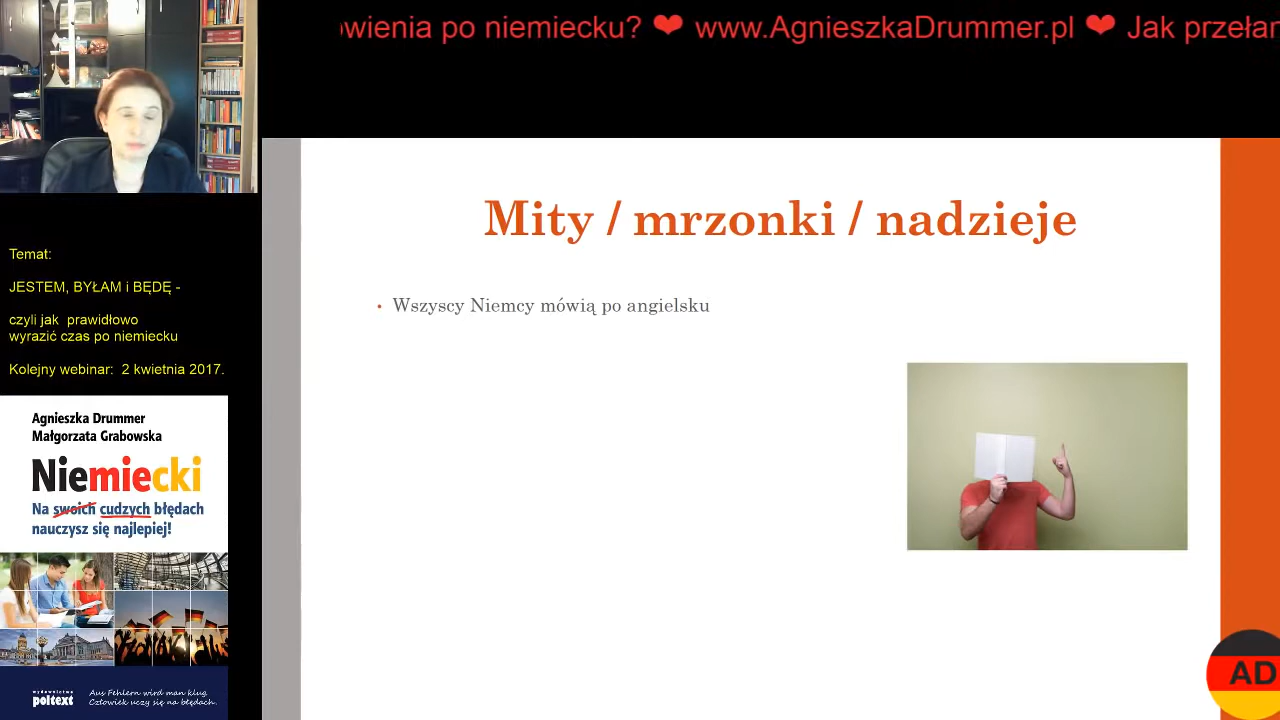 wienia po niemiecku? ❤ www.AgnieszkaDrummer.pl ❤ Jak
Mity / mrzonki / nadzieje
• Wszyscy Niemcy mówią po angielsku
Temat:
JESTEM, BYŁAM i BĘDĘ -
czyli jak prawidłowo
wyrazić czas po niemiecku
Kolejny webinar: 2 kwietnia 2017.
Agnieszka Drummer
Małgorzata Grabowska
Niemiecki
Na swoich cudzych błędach
nauczysz się najlepiej!
wydawnictwo
poltext
Aus Fehlern wird man klug.
Człowiek uczy się na błędach.
AD